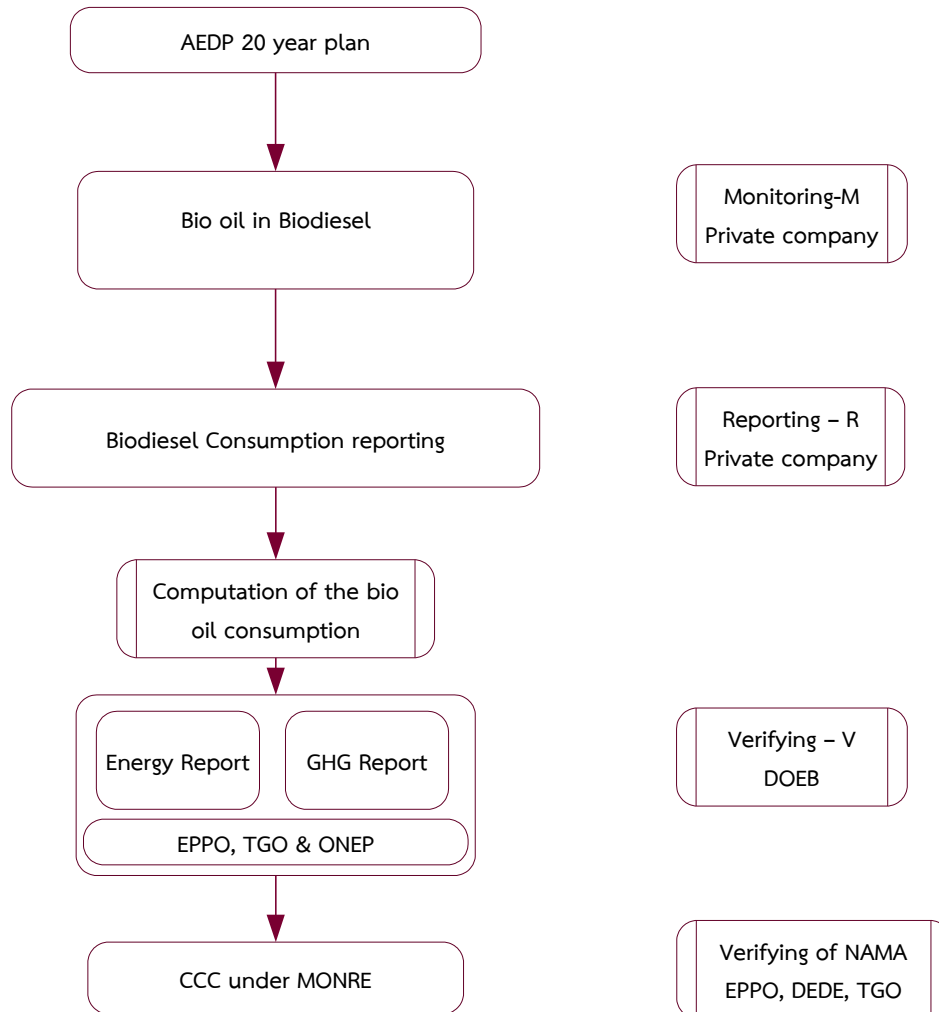 AEDP 20 year plan
Bio oil in Biodiesel
Monitoring-M
Private company
Biodiesel Consumption reporting
Reporting – R
Private company
Computation of the bio
oil consumption
Energy Report
GHG Report
EPPO, TGO & ONEP
Verifying – V
DOEB
CCC under MONRE
Verifying of NAMA
EPPO, DEDE, TGO